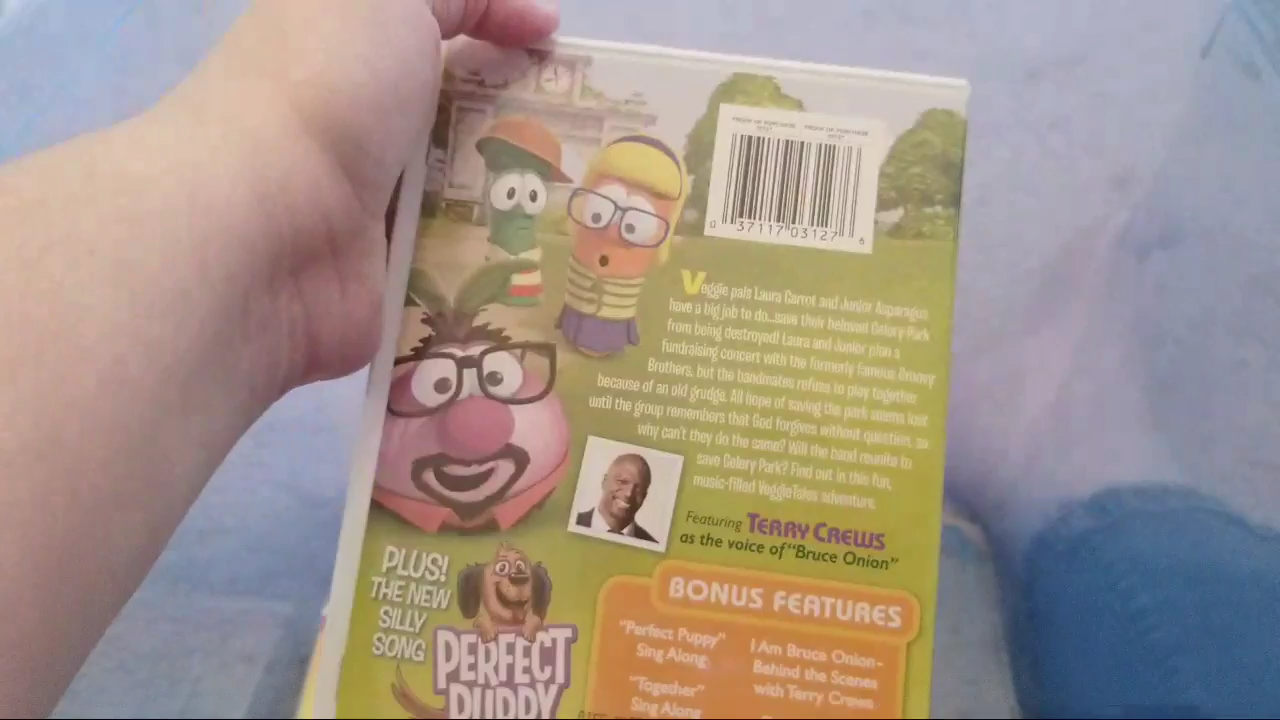 PROOF OF PURCHASE PROOF OF PURCHASE
0 37117 03127 6
Veggie pals Laura Carrot and Junior Asparagus
have a big job to do...save their beloved Celery Park
from being destroyed! Laura and Junior plan a
fundraising concert with the formerly famous Groovy
Brothers, but the bandmates refuse to play together
because of an old grudge. All hope of saving the park seems lost
until the group remembers that God forgives without question, so
why can't they do the same? Will the band reunite to
save Celery Park? Find out in this fun,
music-filled VeggieTales adventure.
Featuring TERRY CREWS
as the voice of "Bruce Onion"
PLUS!
THE NEW
SILLY
SONG
PERFECT
PUPPY
BONUS FEATURES
"Perfect Puppy"
Sing Along
"Together"
Sing Along
I Am Bruce Onion-
Behind the Scenes
with Terry Crews